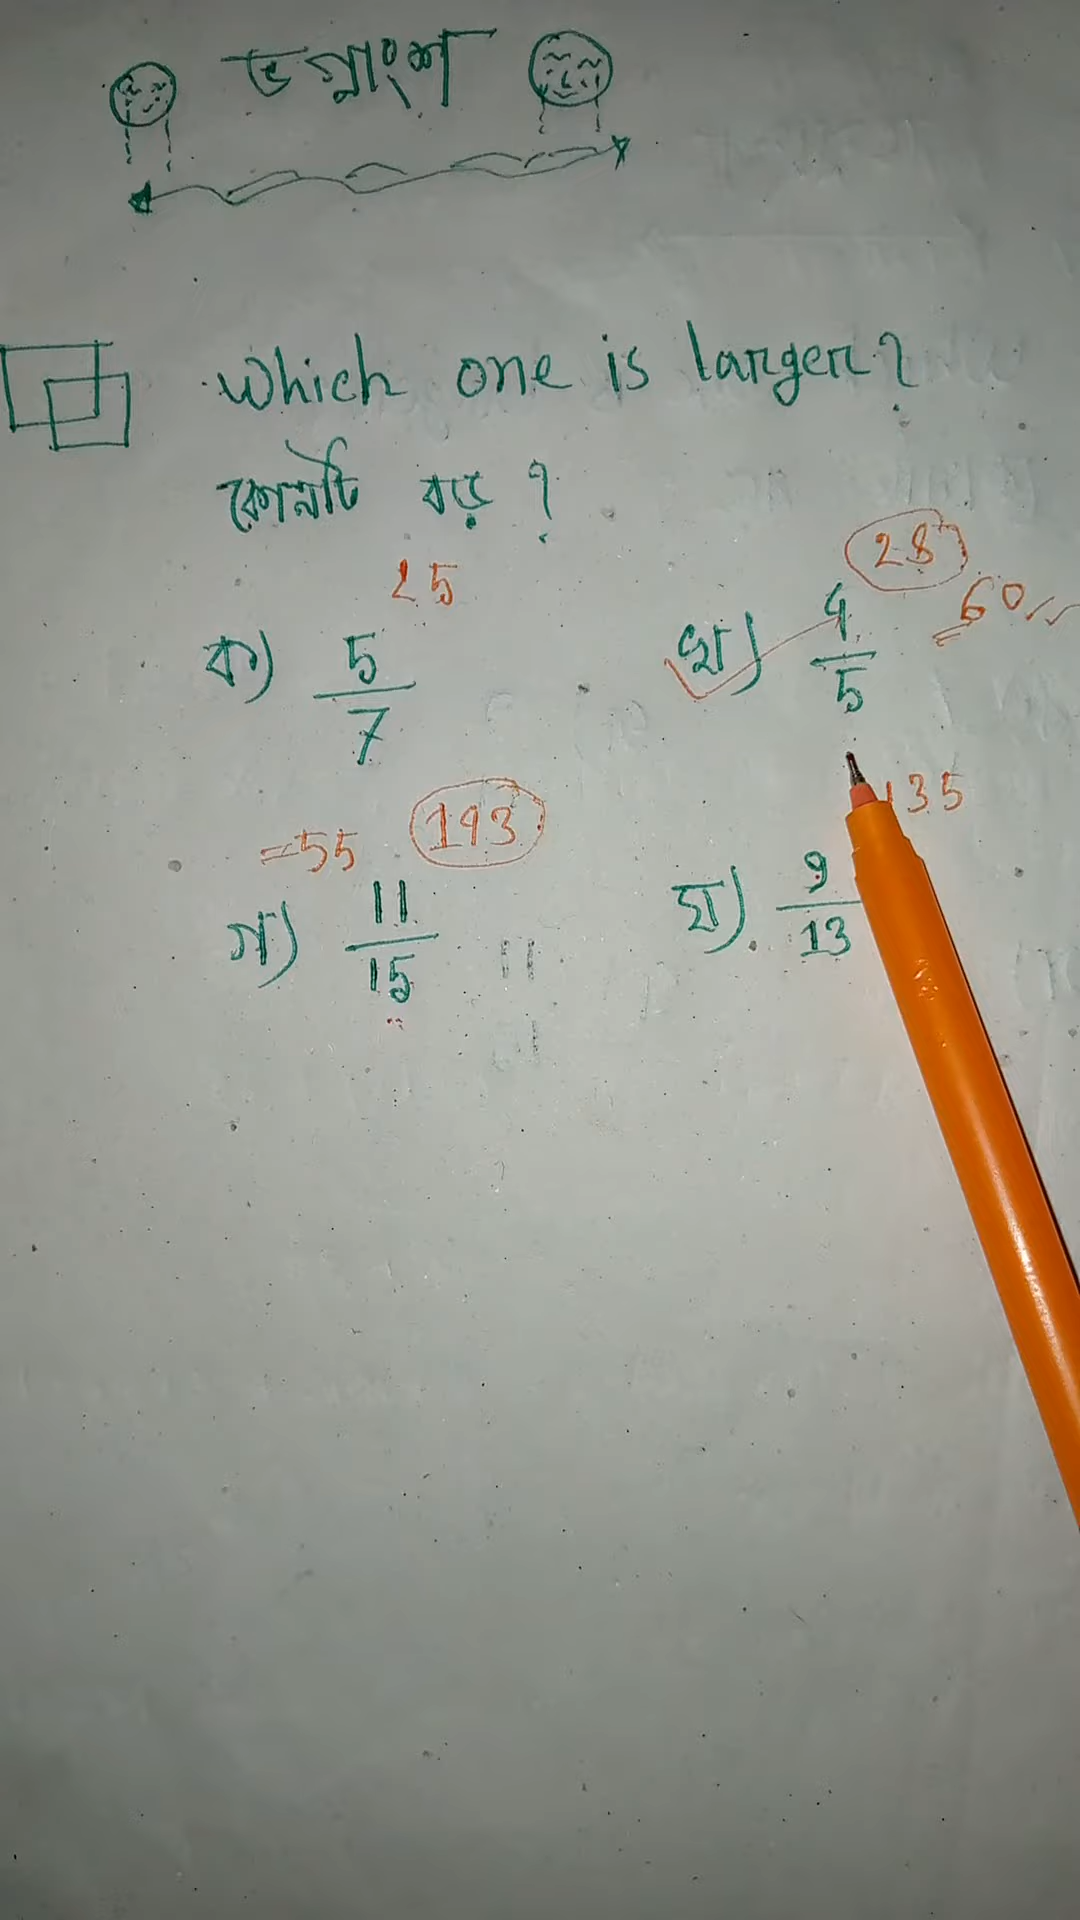 ভগ্নাংশ
Which one is larger?
কোনটি বড় ?
25 28
ক) 5/7 খ) 4/5 = 60
= 55 143 135
গ) 11/15 ঘ) 9/13